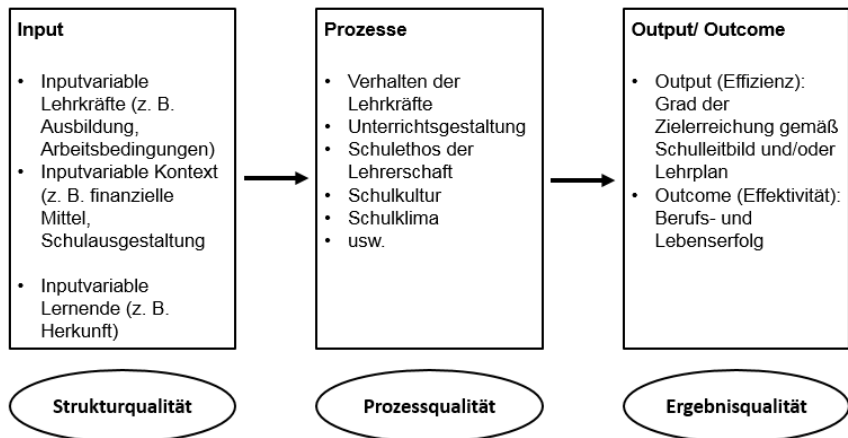 Input
• Inputvariable
Lehrkräfte (z. B.
Ausbildung,
Arbeitsbedingungen)
• Inputvariable Kontext
(z. B. finanzielle
Mittel,
Schulausgestaltung
• Inputvariable
Lernende (z. B.
Herkunft)
Prozesse
• Verhalten der
Lehrkräfte
• Unterrichtsgestaltung
• Schulethos der
Lehrerschaft
• Schulkultur
• Schulklima
• usw.
Output/ Outcome
• Output (Effizienz):
Grad der
Zielerreichung gemäß
Schulleitbild und/oder
Lehrplan
• Outcome (Effektivität):
Berufs- und
Lebenserfolg
Strukturqualität
Prozessqualität
Ergebnisqualität